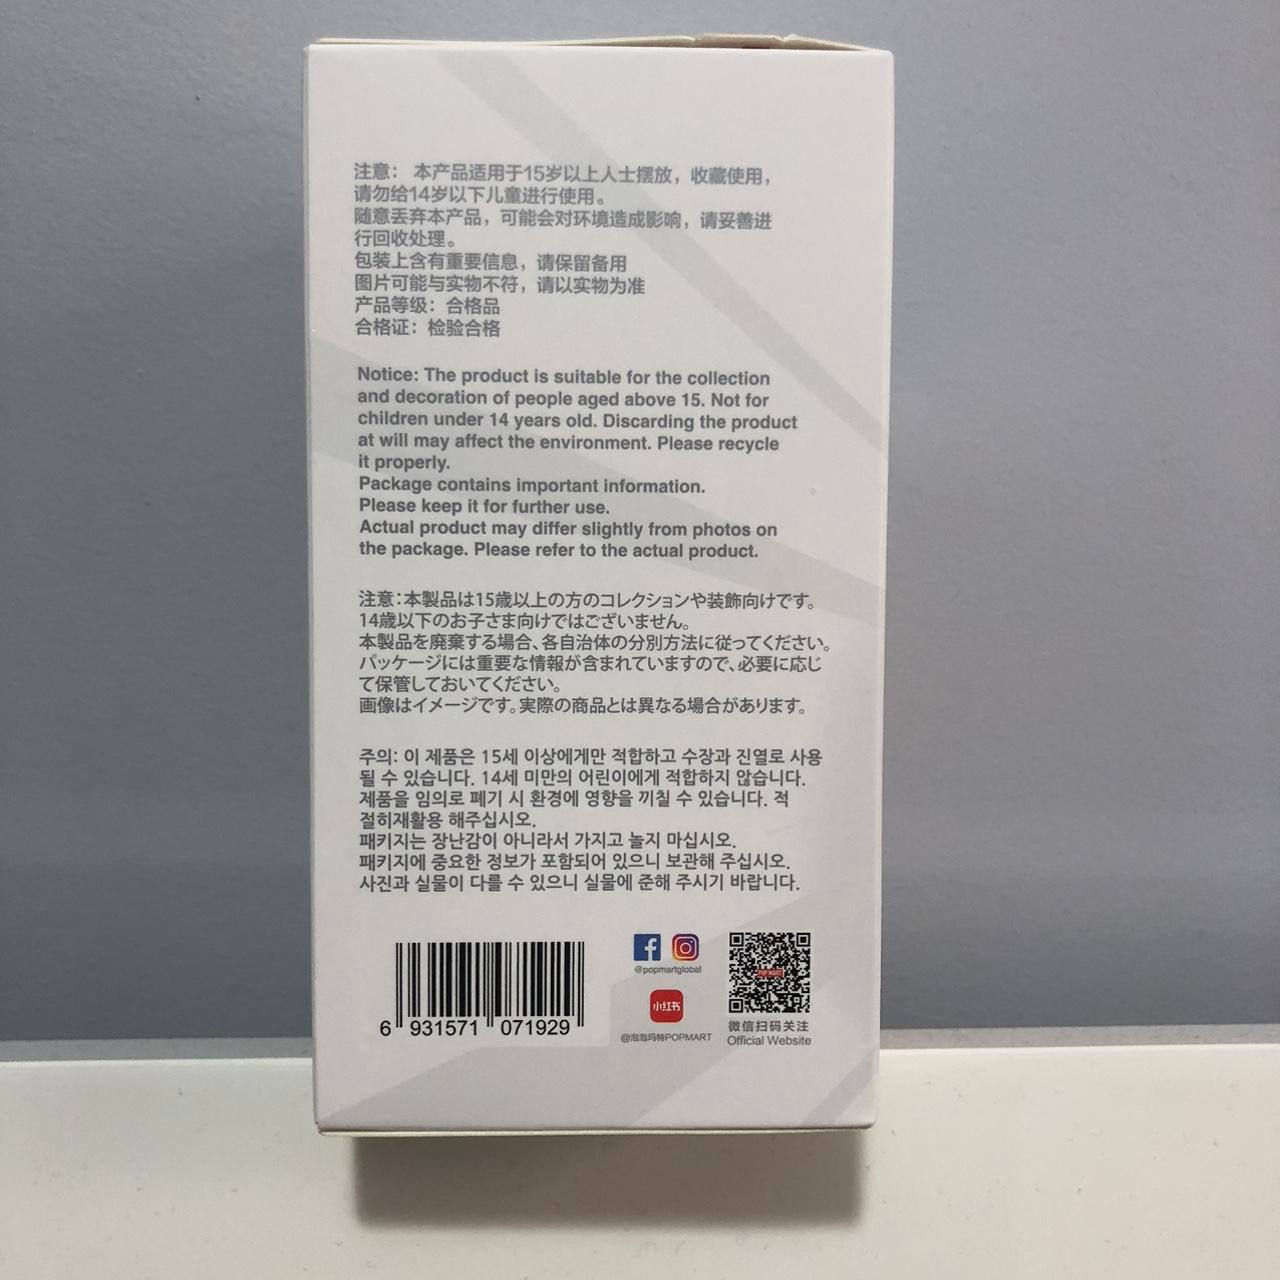 注意： 本产品适用于15岁以上人士摆放，收藏使用，
请勿给14岁以下儿童进行使用。
随意丢弃本产品，可能会对环境造成影响，请妥善进
行回收处理。
包装上含有重要信息，请保留备用
图片可能与实物不符，请以实物为准
产品等级：合格品
合格证：检验合格
Notice: The product is suitable for the collection
and decoration of people aged above 15. Not for
children under 14 years old. Discarding the product
at will may affect the environment. Please recycle
it properly.
Package contains important information.
Please keep it for further use.
Actual product may differ slightly from photos on
the package. Please refer to the actual product.
注意：本製品は15歳以上の方のコレクションや装飾向けです。
14歳以下のお子さま向けではございません。
本製品を廃棄する場合、各自治体の分別方法に従ってください。
パッケージには重要な情報が含まれていますので、必要に応じ
て保管しておいてください。
画像はイメージです。実際の商品とは異なる場合があります。
주의: 이 제품은 15세 이상에게만 적합하고 수장과 진열로 사용
될 수 있습니다. 14세 미만의 어린이에게 적합하지 않습니다.
제품을 임의로 폐기 시 환경에 영향을 끼칠 수 있습니다. 적
절히재활용 해주십시오.
패키지는 장난감이 아니라서 가지고 놀지 마십시오.
패키지에 중요한 정보가 포함되어 있으니 보관해 주십시오.
사진과 실물이 다를 수 있으니 실물에 준해 주시기 바랍니다.
6 931571 071929
@popmartglobal
小红书
@泡泡玛特POPMART
POP MART
微信扫码关注
Official Website